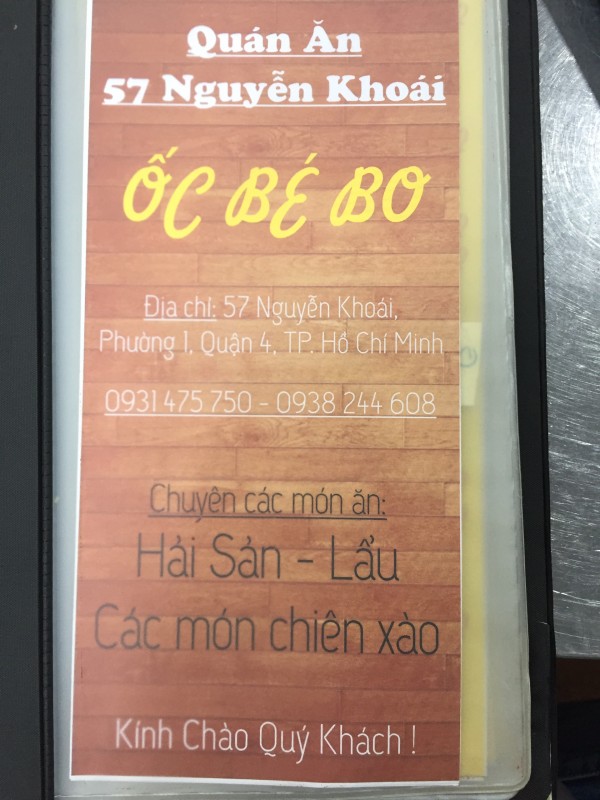 Quán Ăn
57 Nguyễn Khoái
ỐC BÉ BO
Địa chỉ: 57 Nguyễn Khoái,
Phường 1, Quận 4, TP. Hồ Chí Minh
0931 475 750 - 0938 244 608
Chuyên các món ăn:
Hải Sản - Lẩu
Các món chiên xào
Kính Chào Quý Khách !